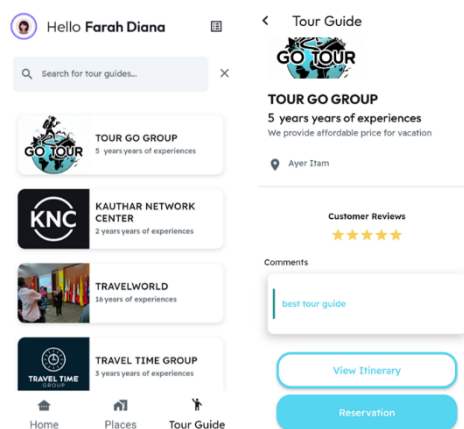 Hello Farah Diana
Search for tour guides...
GO TOUR
TOUR GO GROUP
5 years years of experiences
KNC
KAUTHAR NETWORK
CENTER
2 years years of experiences
TRAVELWORLD
16 years of experiences
TRAVEL TIME
GROUP
TRAVEL TIME GROUP
3 years years of experiences
Home
Places
Tour Guide
Tour Guide
GO TOUR
TOUR GO GROUP
5 years years of experiences
We provide affordable price for vacation
Ayer Itam
Customer Reviews
Comments
best tour guide
View Itinerary
Reservation